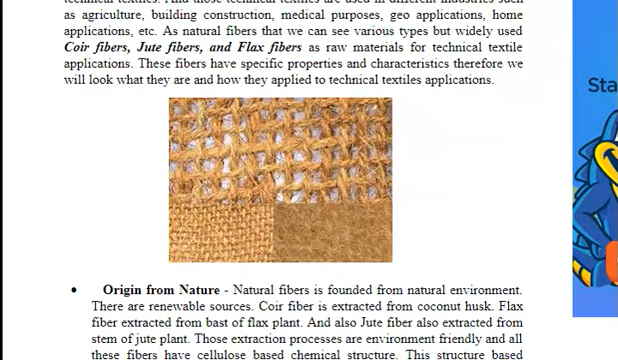 technical textiles. And those technical textiles are used in different industries such
as agriculture, building construction, medical purposes, geo applications, home
applications, etc. As natural fibers that we can see various types but widely used
Coir fibers, Jute fibers, and Flax fibers as raw materials for technical textile
applications. These fibers have specific properties and characteristics therefore we
will look what they are and how they applied to technical textiles applications.
Sta
• Origin from Nature - Natural fibers is founded from natural environment.
There are renewable sources. Coir fiber is extracted from coconut husk. Flax
fiber extracted from bast of flax plant. And also Jute fiber also extracted from
stem of jute plant. Those extraction processes are environment friendly and all
these fibers have cellulose based chemical structure. This structure based